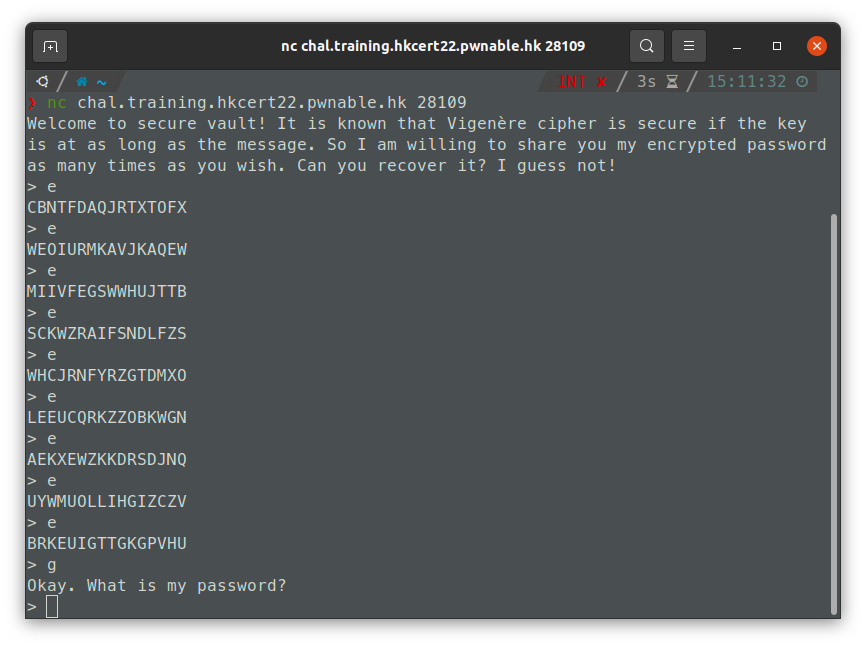 nc chal.training.hkcert22.pwnable.hk 28109
~ INT ✘ 3s 15:11:32
❯ nc chal.training.hkcert22.pwnable.hk 28109
Welcome to secure vault! It is known that Vigenère cipher is secure if the key
is at as long as the message. So I am willing to share you my encrypted password
as many times as you wish. Can you recover it? I guess not!
> e
CBNTFDAQJRTXTOFX
> e
WEOIURMKAVJKAQEW
> e
MIIVFEGSWWHUJTTB
> e
SCKWZRAIFSNDLFZS
> e
WHCJRNFYRZGTDMXO
> e
LEEUCQRKZZOBKWGN
> e
AEKXEWZKKDRSDJNQ
> e
UYWMUOLLIHGIZCZV
> e
BRKEUIGTTGKGPVHU
> g
Okay. What is my password?
>